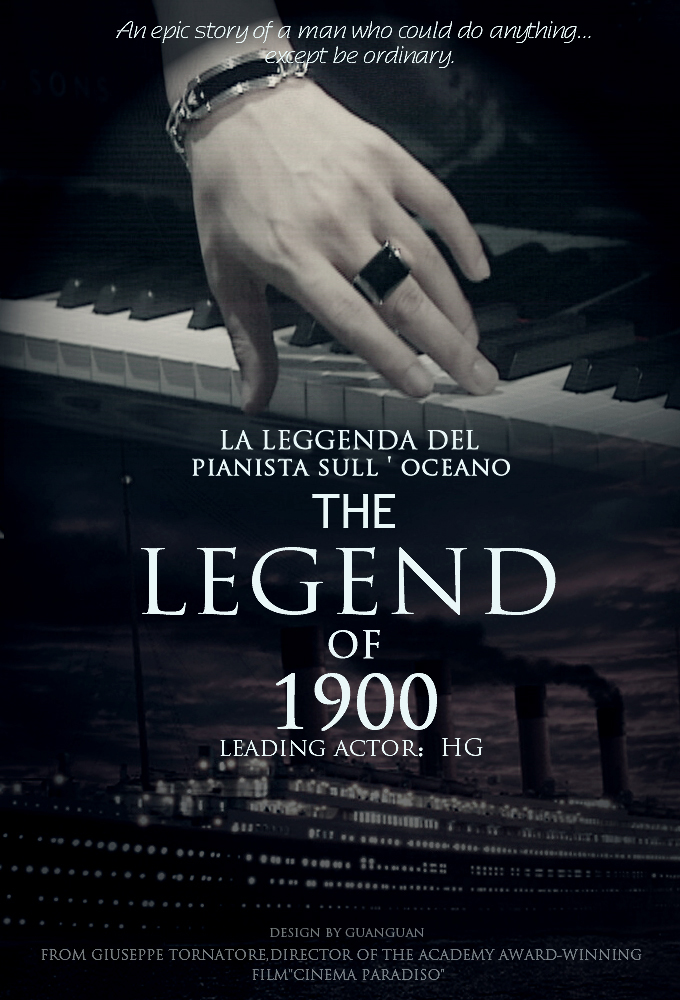 An epic story of a man who could do anything...
except be ordinary.
SONS
LA LEGGENDA DEL
PIANISTA SULL ' OCEANO
THE
LEGEND
OF
1900
LEADING ACTOR: HG
DESIGN BY GUANGUAN
FROM GIUSEPPE TORNATORE,DIRECTOR OF THE ACADEMY AWARD-WINNING
FILM"CINEMA PARADISO"